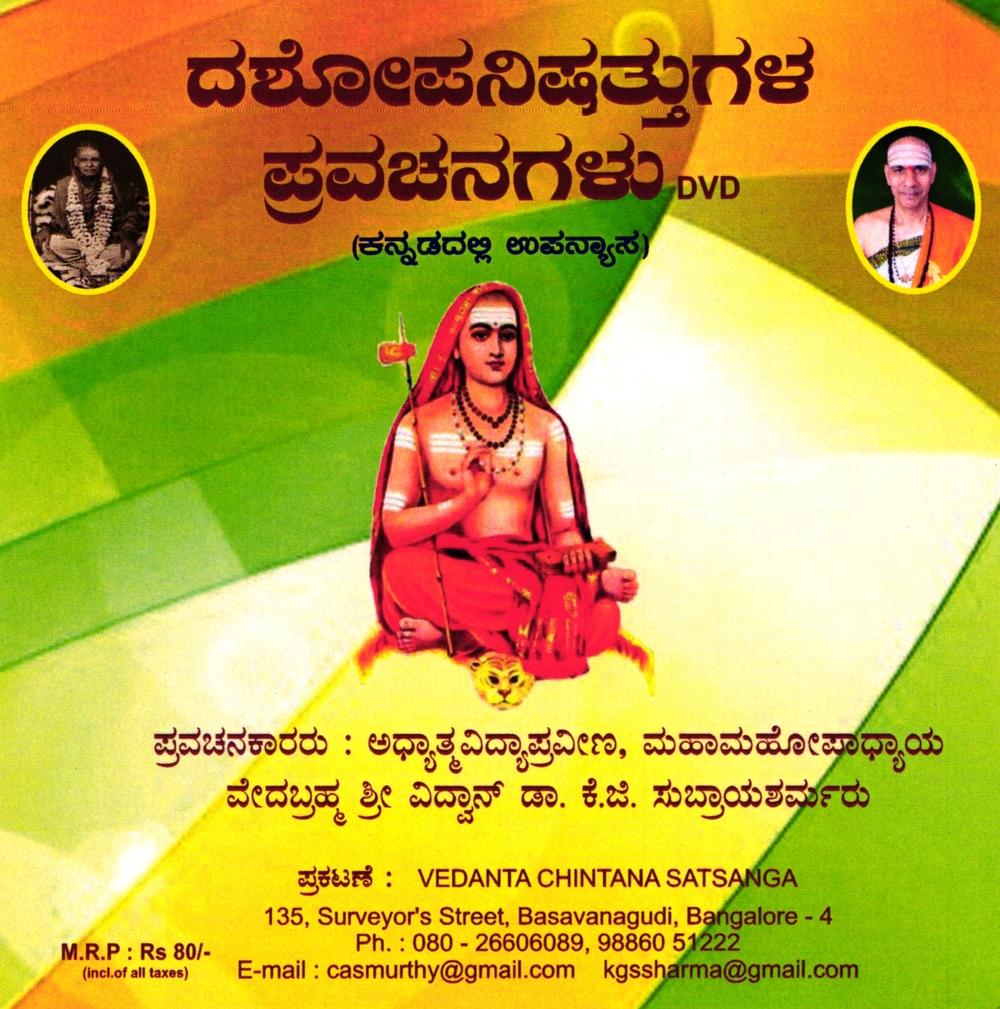 ದಶೋಪನಿಷತ್ತುಗಳ
ಪ್ರವಚನಗಳು DVD
(ಕನ್ನಡದಲ್ಲಿ ಉಪನ್ಯಾಸ)
ಪ್ರವಚನಕಾರರು : ಅಧ್ಯಾತ್ಮವಿದ್ಯಾಪ್ರವೀಣ, ಮಹಾಮಹೋಪಾಧ್ಯಾಯ
ವೇದಬ್ರಹ್ಮ ಶ್ರೀ ವಿದ್ವಾನ್ ಡಾ. ಕೆ.ಜಿ. ಸುಬ್ರಾಯಶರ್ಮರು
ಪ್ರಕಟಣೆ : VEDANTA CHINTANA SATSANGA
135, Surveyor's Street, Basavanagudi, Bangalore - 4
Ph. : 080 - 26606089, 98860 51222
E-mail : casmurthy@gmail.com kgssharma@gmail.com
M.R.P : Rs 80/-
(incl.of all taxes)